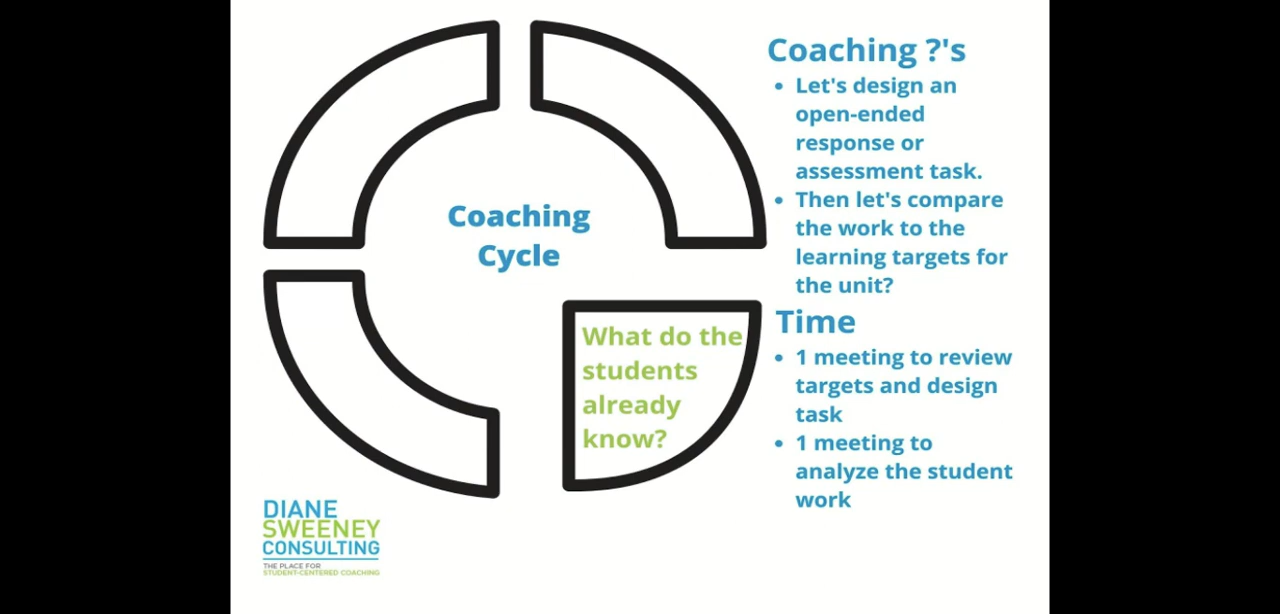 Coaching
Cycle
What do the
students
already
know?
Coaching ?'s
• Let's design an
open-ended
response or
assessment task.
• Then let's compare
the work to the
learning targets for
the unit?
Time
• 1 meeting to review
targets and design
task
• 1 meeting to
analyze the student
work
DIANE
SWEENEY
CONSULTING
THE PLACE FOR
STUDENT-CENTERED COACHING